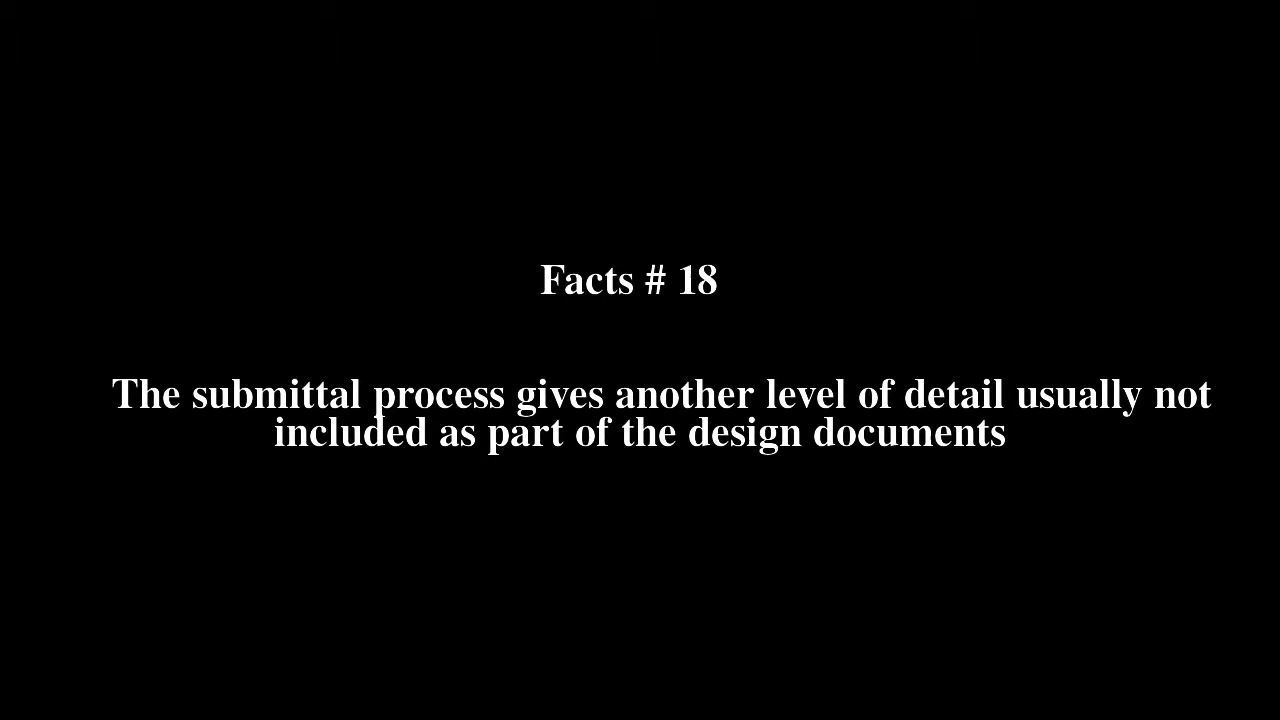 Facts # 18
The submittal process gives another level of detail usually not
included as part of the design documents